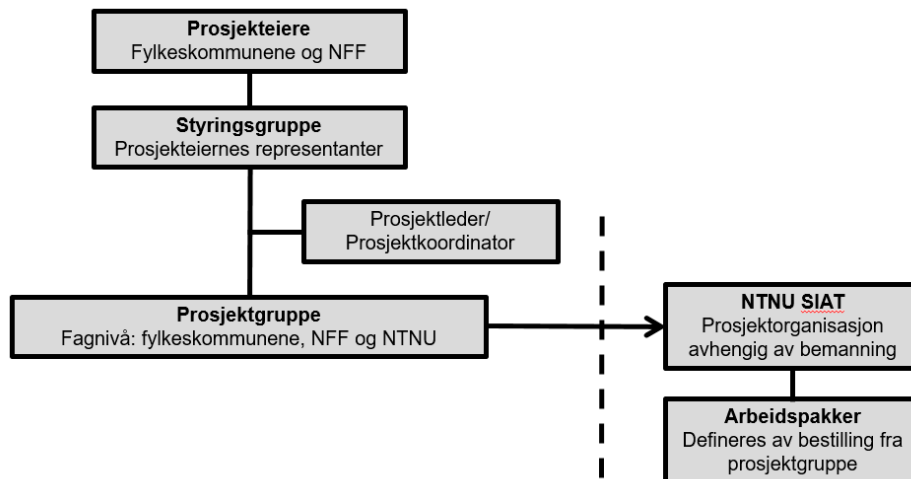 Prosjekteiere
Fylkeskommunene og NFF
Styringsgruppe
Prosjekteiernes representanter
Prosjektleder/
Prosjektkoordinator
Prosjektgruppe
Fagnivå: fylkeskommunene, NFF og NTNU
NTNU SIAT
Prosjektorganisasjon
avhengig av bemanning
Arbeidspakker
Defineres av bestilling fra
prosjektgruppe